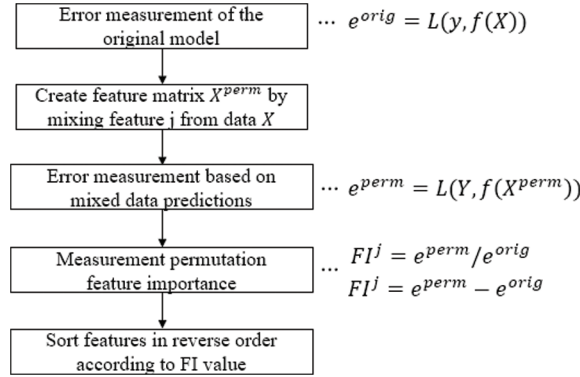 Error measurement of the
original model
⋯ e^{orig} = L(y, f(X))
Create feature matrix X^{perm} by
mixing feature j from data X
Error measurement based on
mixed data predictions
⋯ e^{perm} = L(Y, f(X^{perm}))
Measurement permutation
feature importance
⋯ FI^{j} = e^{perm}/e^{orig}
FI^{j} = e^{perm} − e^{orig}
Sort features in reverse order
according to FI value